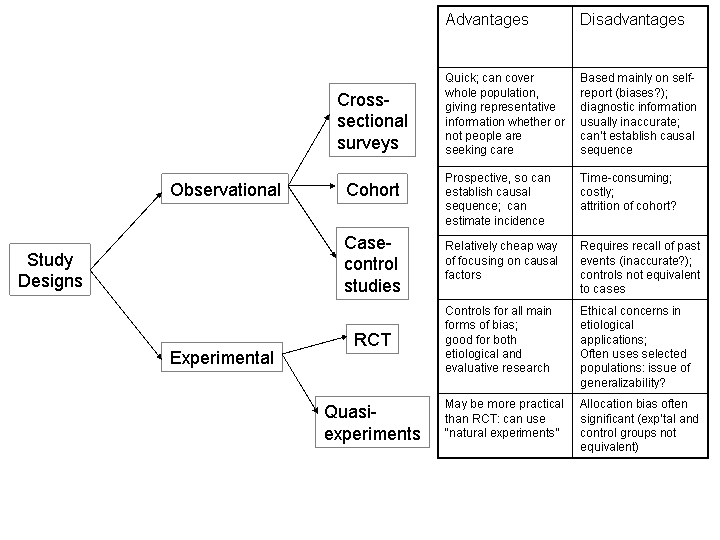 Advantages
Disadvantages
Cross-
sectional
surveys
Quick; can cover
whole population,
giving representative
information whether or
not people are
seeking care
Based mainly on self-
report (biases?);
diagnostic information
usually inaccurate;
can't establish causal
sequence
Observational
Cohort
Prospective, so can
establish causal
sequence; can
estimate incidence
Time-consuming;
costly;
attrition of cohort?
Study
Designs
Case-
control
studies
Relatively cheap way
of focusing on causal
factors
Requires recall of past
events (inaccurate?);
controls not equivalent
to cases
Experimental
RCT
Controls for all main
forms of bias;
good for both
etiological and
evaluative research
Ethical concerns in
etiological
applications;
Often uses selected
populations: issue of
generalizability?
Quasi-
experiments
May be more practical
than RCT: can use
"natural experiments"
Allocation bias often
significant (exp'tal and
control groups not
equivalent)